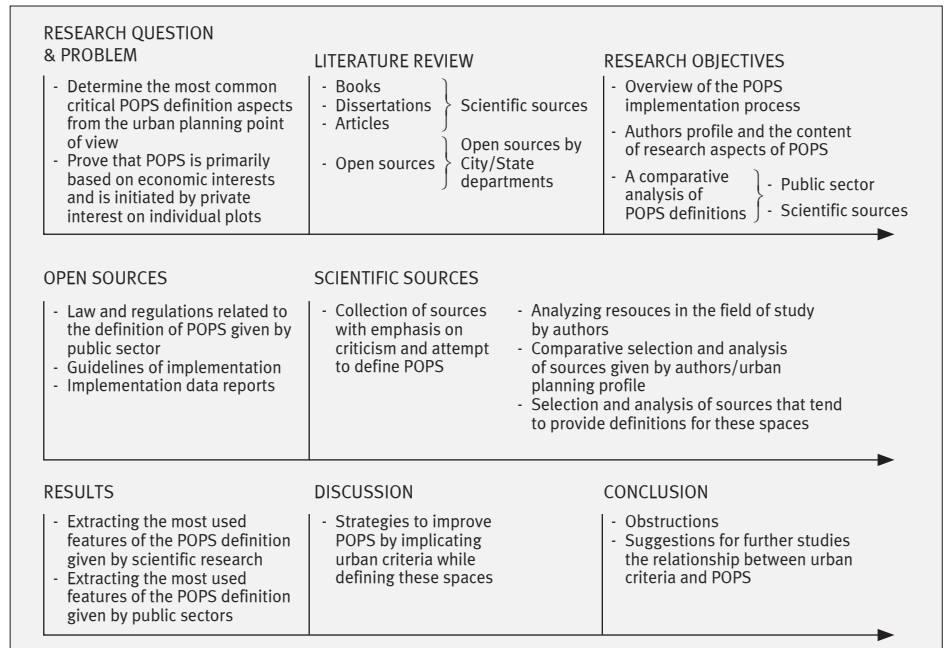 RESEARCH QUESTION
& PROBLEM
- Determine the most common
critical POPS definition aspects
from the urban planning point
of view
- Prove that POPS is primarily
based on economic interests
and is initiated by private
interest on individual plots
LITERATURE REVIEW
- Books
- Dissertations
- Articles
Scientific sources
- Open sources
Open sources by
City/State
departments
RESEARCH OBJECTIVES
- Overview of the POPS
implementation process
- Authors profile and the content
of research aspects of POPS
- A comparative
analysis of
POPS definitions
- Public sector
- Scientific sources
OPEN SOURCES
- Law and regulations related to
the definition of POPS given by
public sector
- Guidelines of implementation
- Implementation data reports
SCIENTIFIC SOURCES
- Collection of sources
with emphasis on
criticism and attempt
to define POPS
- Analyzing resouces in the field of study
by authors
- Comparative selection and analysis
of sources given by authors/urban
planning profile
- Selection and analysis of sources that tend
to provide definitions for these spaces
RESULTS
- Extracting the most used
features of the POPS definition
given by scientific research
- Extracting the most used
features of the POPS definition
given by public sectors
DISCUSSION
- Strategies to improve
POPS by implicating
urban criteria while
defining these spaces
CONCLUSION
- Obstructions
- Suggestions for further studies
the relationship between urban
criteria and POPS